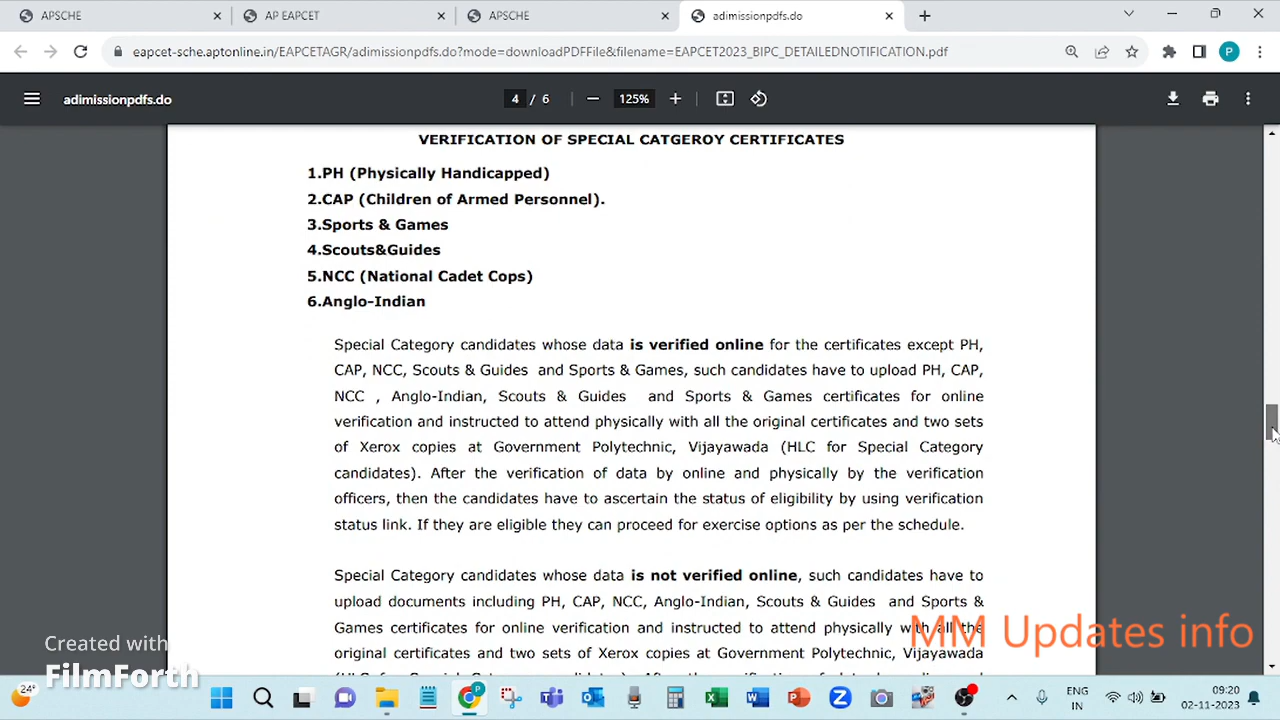 APSCHE
AP EAPCET
APSCHE
adimissionpdfs.do
eapcet-sche.aptonline.in/EAPCETAGR/adimissionpdfs.do?mode=downloadPDFFile&filename=EAPCET2023_BIPC_DETAILEDNOTIFICATION.pdf
P
adimissionpdfs.do
4 / 6
125%
VERIFICATION OF SPECIAL CATGEROY CERTIFICATES
1.PH (Physically Handicapped)
2.CAP (Children of Armed Personnel).
3.Sports & Games
4.Scouts&Guides
5.NCC (National Cadet Cops)
6.Anglo-Indian
Special Category candidates whose data is verified online for the certificates except PH,
CAP, NCC, Scouts & Guides and Sports & Games, such candidates have to upload PH, CAP,
NCC , Anglo-Indian, Scouts & Guides and Sports & Games certificates for online
verification and instructed to attend physically with all the original certificates and two sets
of Xerox copies at Government Polytechnic, Vijayawada (HLC for Special Category
candidates). After the verification of data by online and physically by the verification
officers, then the candidates have to ascertain the status of eligibility by using verification
status link. If they are eligible they can proceed for exercise options as per the schedule.
Special Category candidates whose data is not verified online, such candidates have to
upload documents including PH, CAP, NCC, Anglo-Indian, Scouts & Guides and Sports &
Games certificates for online verification and instructed to attend physically with all the
original certificates and two sets of Xerox copies at Government Polytechnic, Vijayawada
MM Updates info
Created with
FilmForth
24°
ENG
IN
09:20
02-11-2023